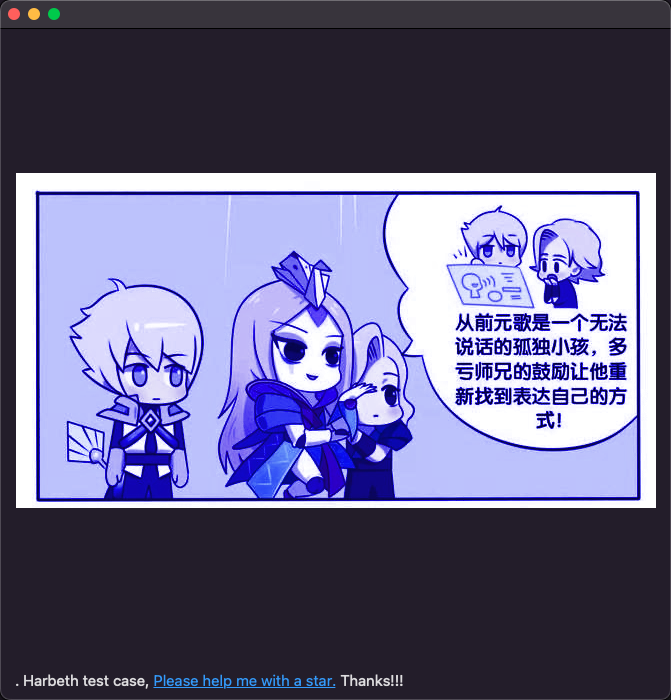 从前元歌是一个无法
说话的孤独小孩，多
亏师兄的鼓励让他重
新找到表达自己的方
式！
. Harbeth test case, Please help me with a star. Thanks!!!